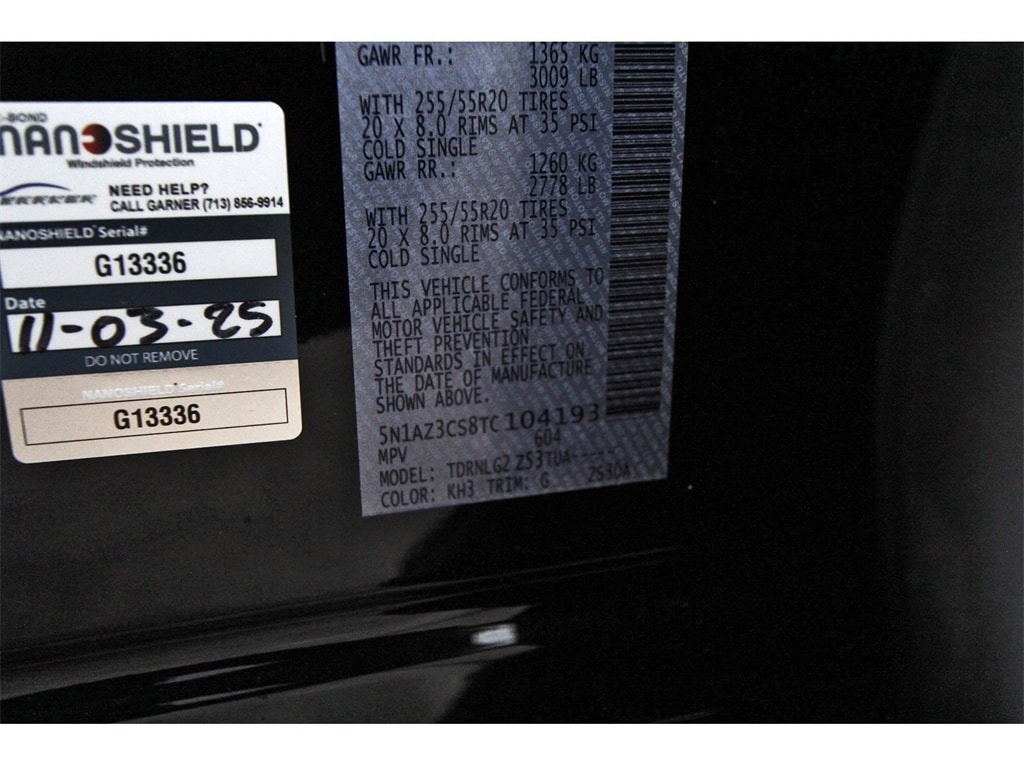 -BOND
NANOSHIELD
Windshield Protection
NEED HELP?
CALL GARNER (713) 856-9914
NANOSHIELD Serial#
G13336
Date
11-03-25
DO NOT REMOVE
NANOSHIELD Serial#
G13336
GAWR FR.: 1365 KG
3009 LB
WITH 255/55R20 TIRES
20 X 8.0 RIMS AT 35 PSI
COLD SINGLE
GAWR RR.: 1260 KG
2778 LB
WITH 255/55R20 TIRES
20 X 8.0 RIMS AT 35 PSI
COLD SINGLE
THIS VEHICLE CONFORMS TO
ALL APPLICABLE FEDERAL
MOTOR VEHICLE SAFETY AND
THEFT PREVENTION
STANDARDS IN EFFECT ON
THE DATE OF MANUFACTURE
SHOWN ABOVE.
5N1AZ3CS8TC104193
MPV 604
MODEL: TDRNLG2 Z53TUA-----
COLOR: KH3 TRIM: G Z53DA